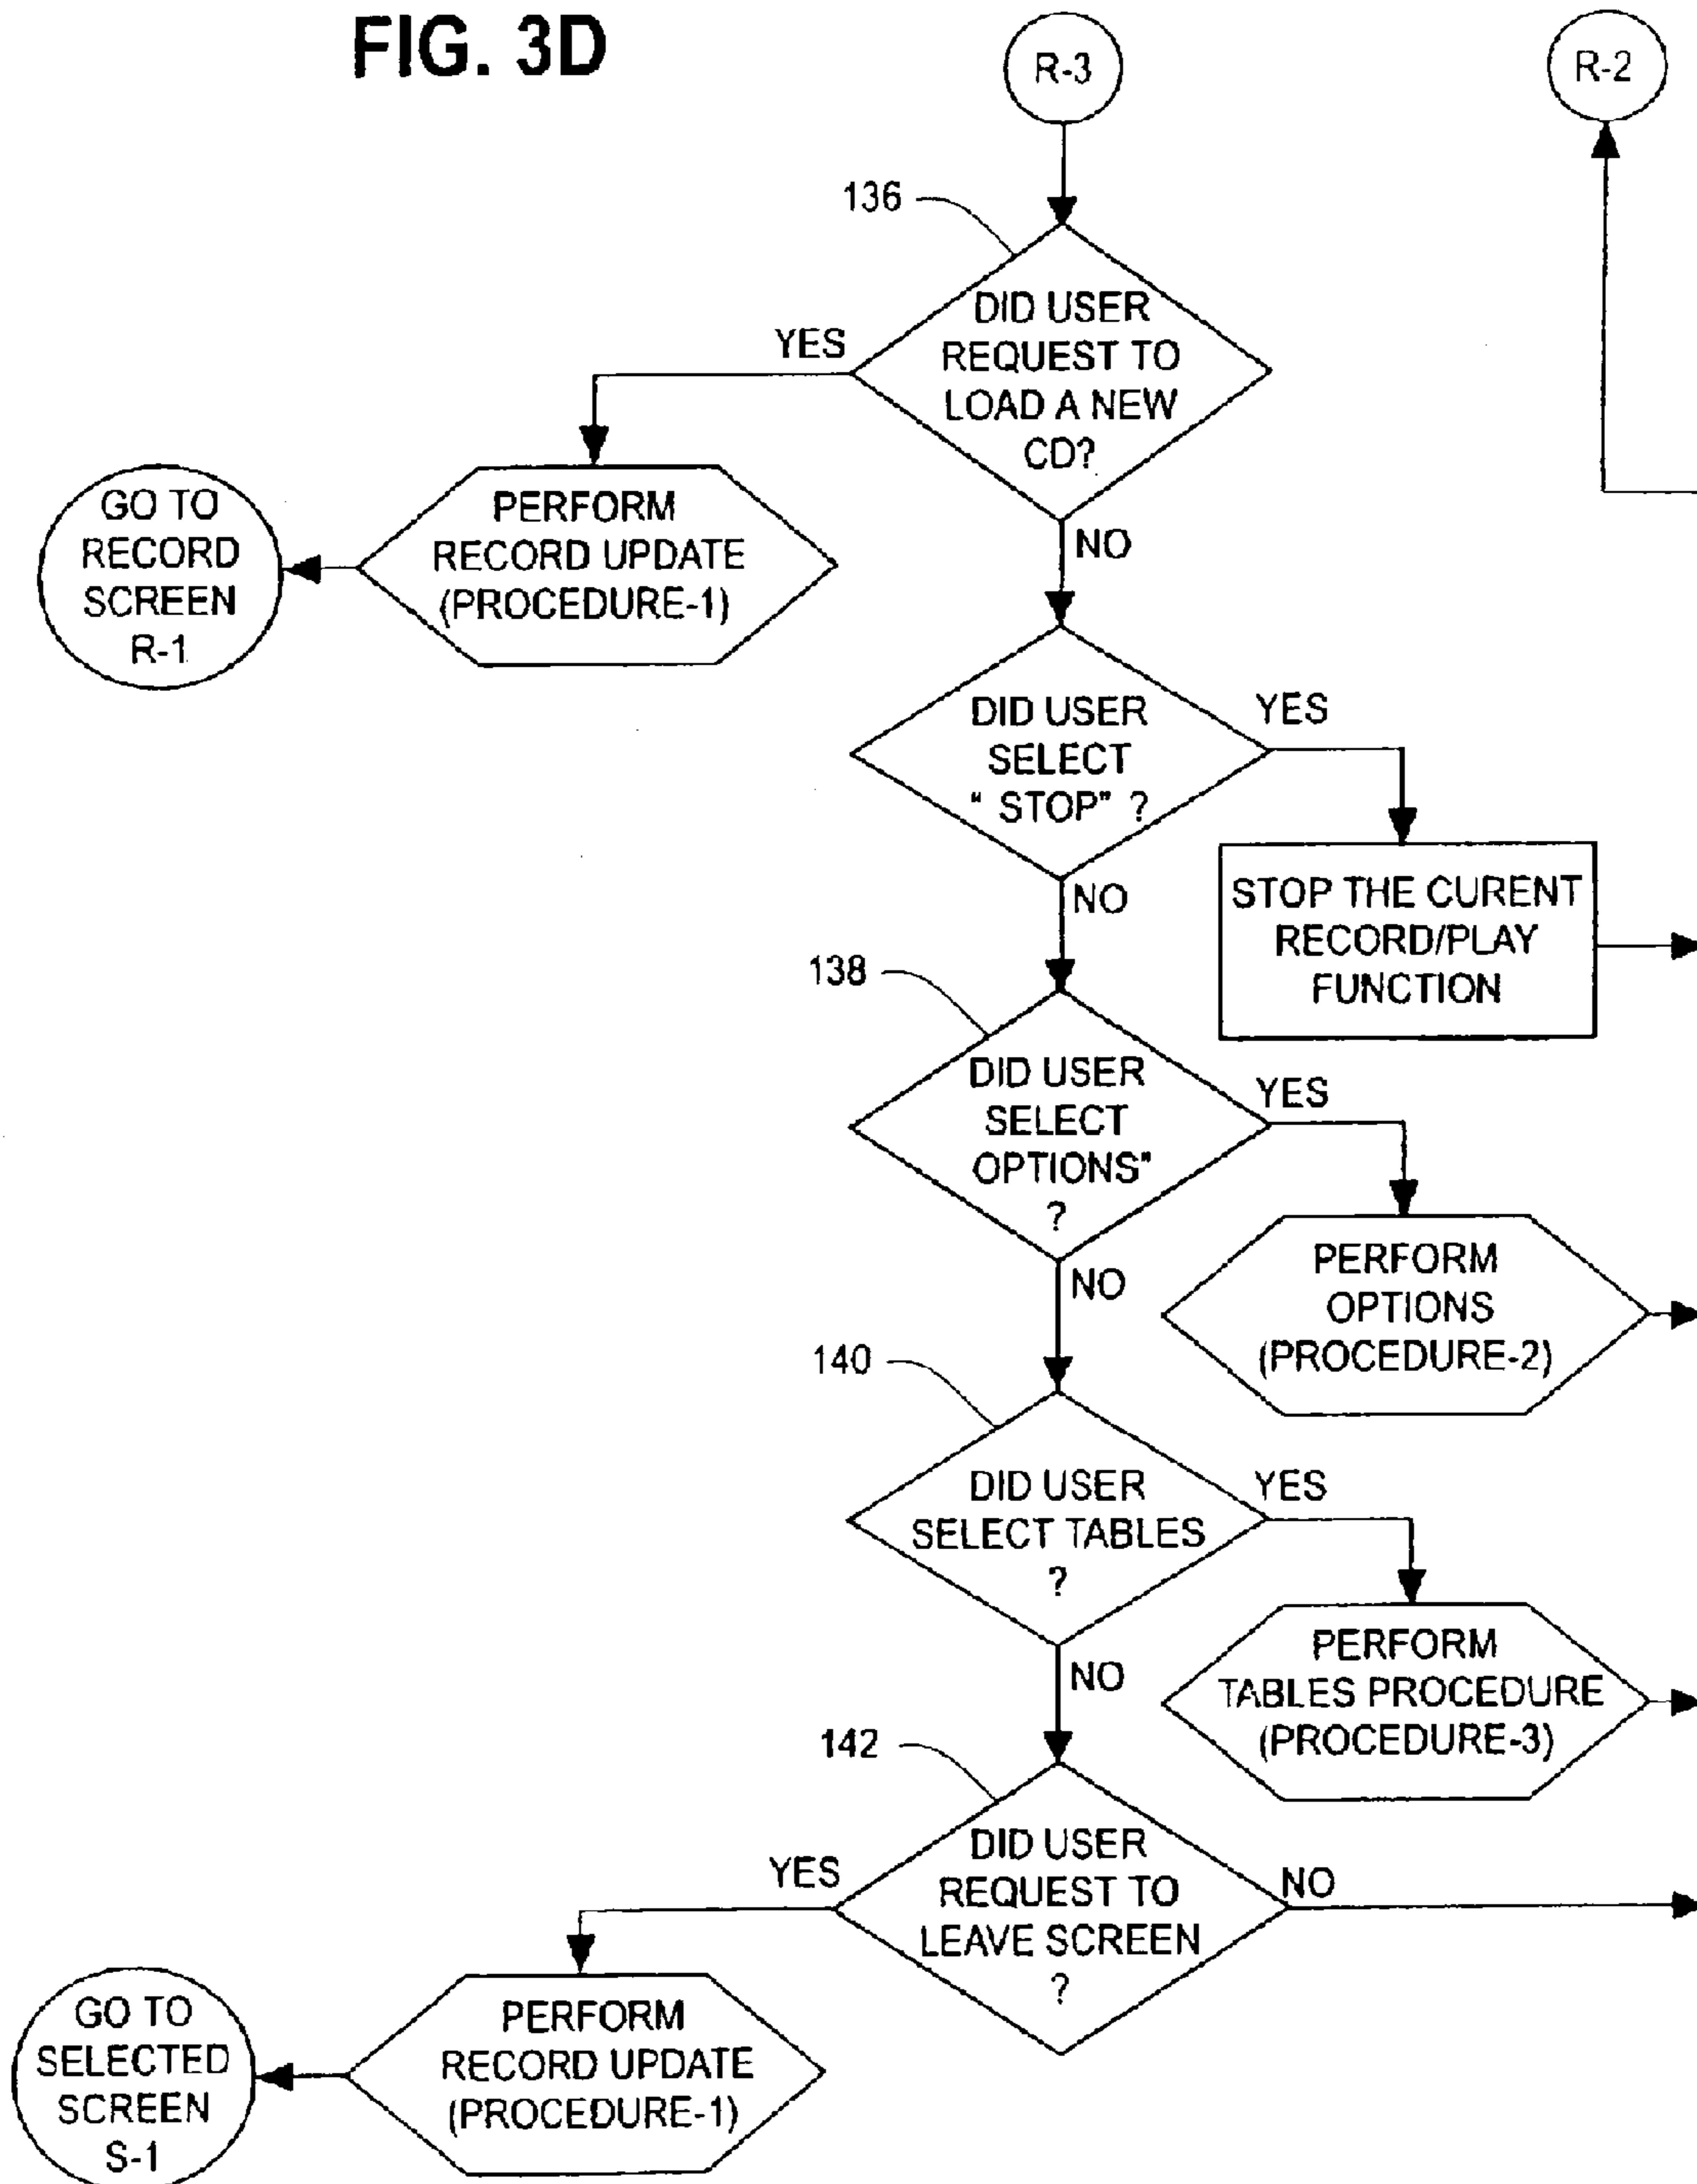 FIG. 3D
R-3
R-2
136
DID USER
REQUEST TO
LOAD A NEW
CD?
YES
NO
PERFORM
RECORD UPDATE
(PROCEDURE-1)
GO TO
RECORD
SCREEN
R-1
DID USER
SELECT
" STOP" ?
YES
NO
STOP THE CURENT
RECORD/PLAY
FUNCTION
138
DID USER
SELECT
OPTIONS"
?
YES
NO
PERFORM
OPTIONS
(PROCEDURE-2)
140
DID USER
SELECT TABLES
?
YES
NO
PERFORM
TABLES PROCEDURE
(PROCEDURE-3)
142
DID USER
REQUEST TO
LEAVE SCREEN
?
YES
NO
PERFORM
RECORD UPDATE
(PROCEDURE-1)
GO TO
SELECTED
SCREEN
S-1